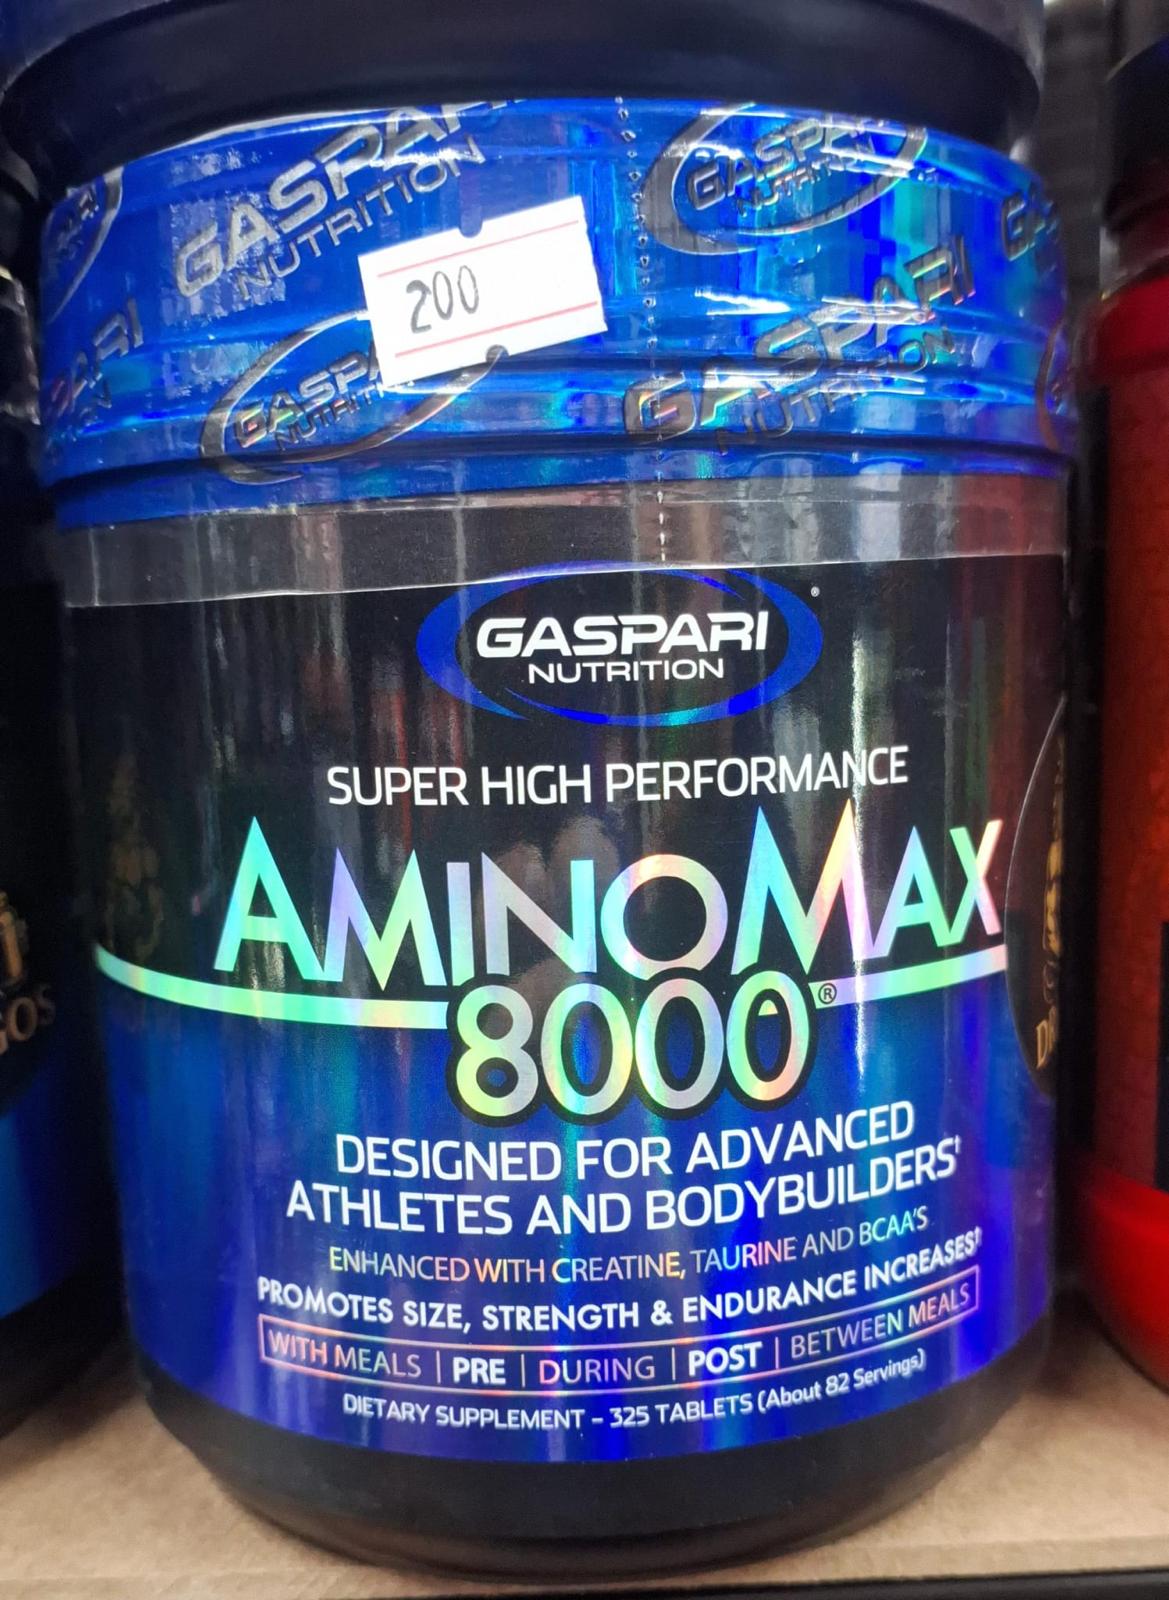 GASPARI
NUTRITION
GASPARI
NUTRITION
200
GASPARI
NUTRITION
GASPARI
NUTRITION
GASPARI
NUTRITION
SUPER HIGH PERFORMANCE
AMINOMAX
8000®
DESIGNED FOR ADVANCED
ATHLETES AND BODYBUILDERS†
ENHANCED WITH CREATINE, TAURINE AND BCAA'S
PROMOTES SIZE, STRENGTH & ENDURANCE INCREASES†
WITH MEALS | PRE | DURING | POST | BETWEEN MEALS
DIETARY SUPPLEMENT – 325 TABLETS (About 82 Servings)